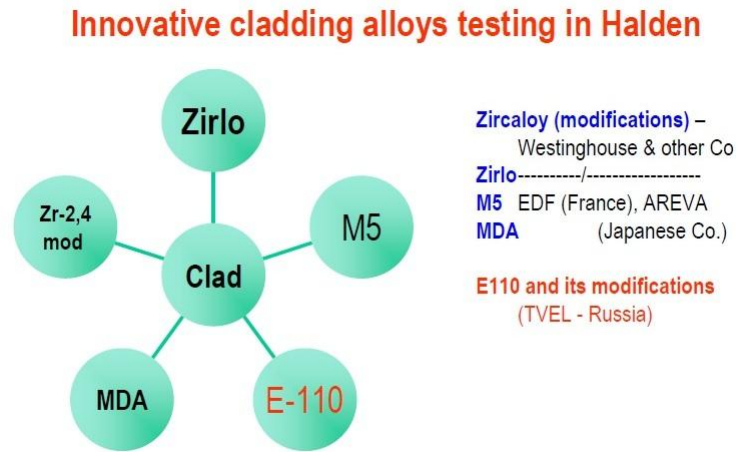 Innovative cladding alloys testing in Halden
Zirlo
Zr-2,4
mod
M5
Clad
MDA
E-110
Zircaloy (modifications) –
Westinghouse & other Co
Zirlo----------/------------------
M5 EDF (France), AREVA
MDA (Japanese Co.)
E110 and its modifications
(TVEL - Russia)